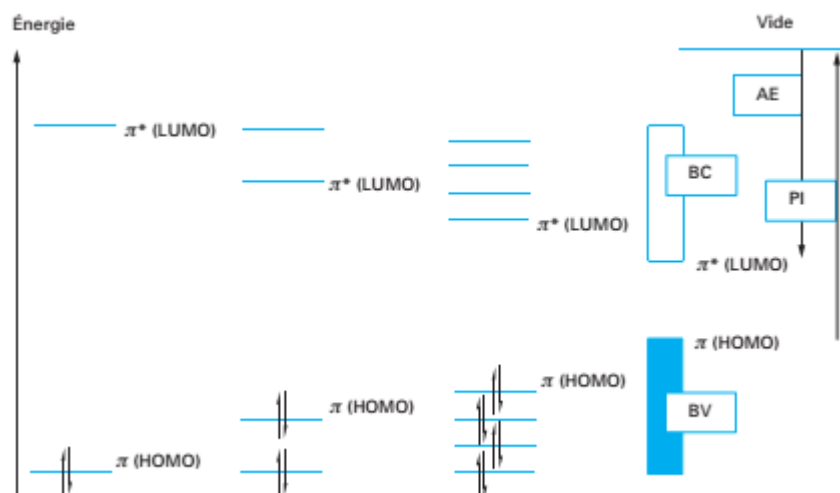 Énergie
Vide
AE
π* (LUMO)
BC
π* (LUMO)
PI
π* (LUMO)
π* (LUMO)
π (HOMO)
π (HOMO)
π (HOMO)
BV
π (HOMO)